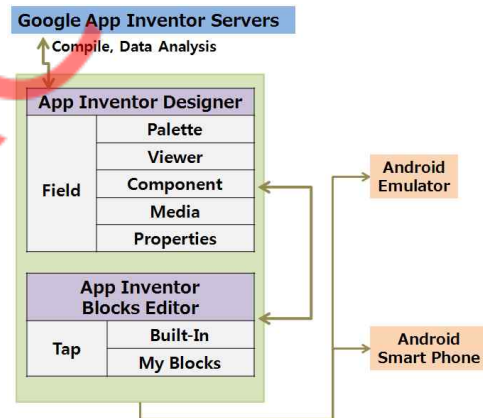 Google App Inventor Servers
Compile, Data Analysis
App Inventor Designer
Field
Palette
Viewer
Component
Media
Properties
App Inventor
Blocks Editor
Tap
Built-In
My Blocks
Android
Emulator
Android
Smart Phone